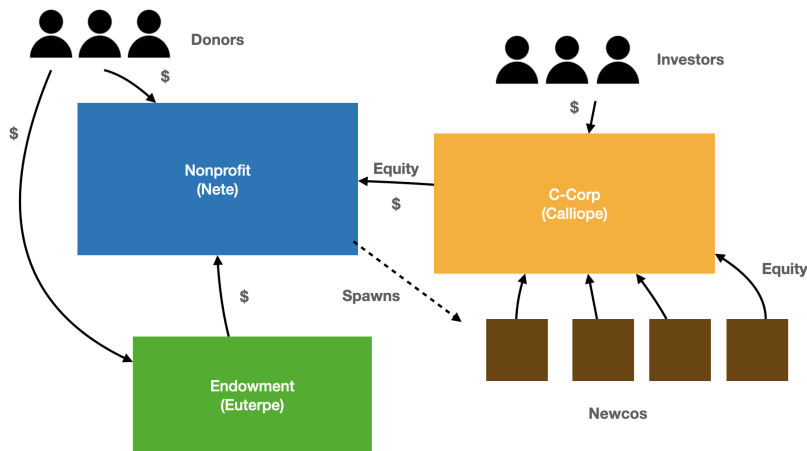 Donors
Investors
$
$
$
Nonprofit
(Nete)
Equity
$
C-Corp
(Calliope)
Equity
$
Spawns
Endowment
(Euterpe)
Newcos